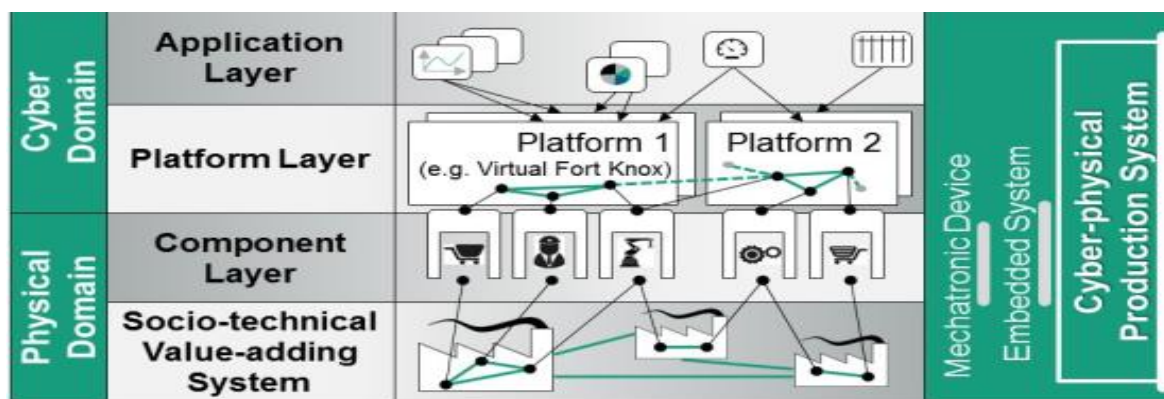 Cyber
Domain
Application
Layer
Platform Layer
Platform 1
(e.g. Virtual Fort Knox)
Platform 2
Physical
Domain
Component
Layer
Socio-technical
Value-adding
System
Mechatronic Device
Embedded System
Cyber-physical
Production System